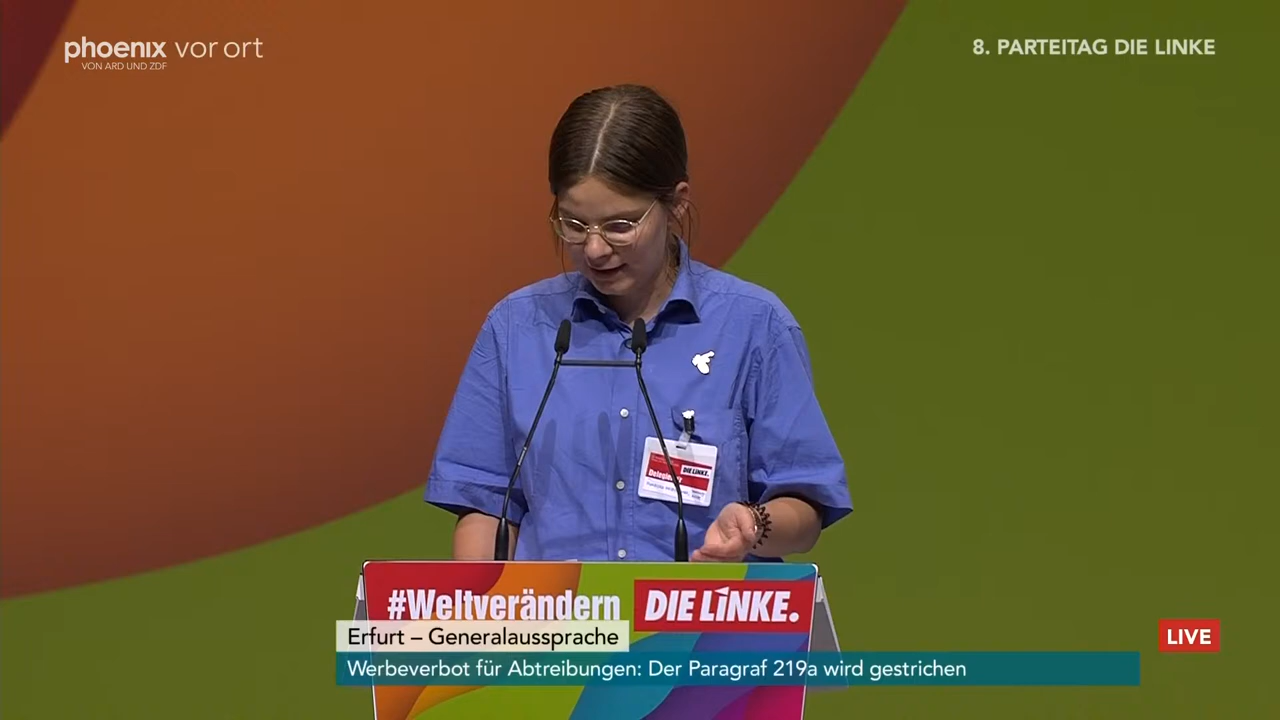 phoenix vor ort
VON ARD UND ZDF
8. PARTEITAG DIE LINKE
DIE LINKE.
#Weltverändern DIE LINKE.
Erfurt – Generalaussprache
LIVE
Werbeverbot für Abtreibungen: Der Paragraf 219a wird gestrichen